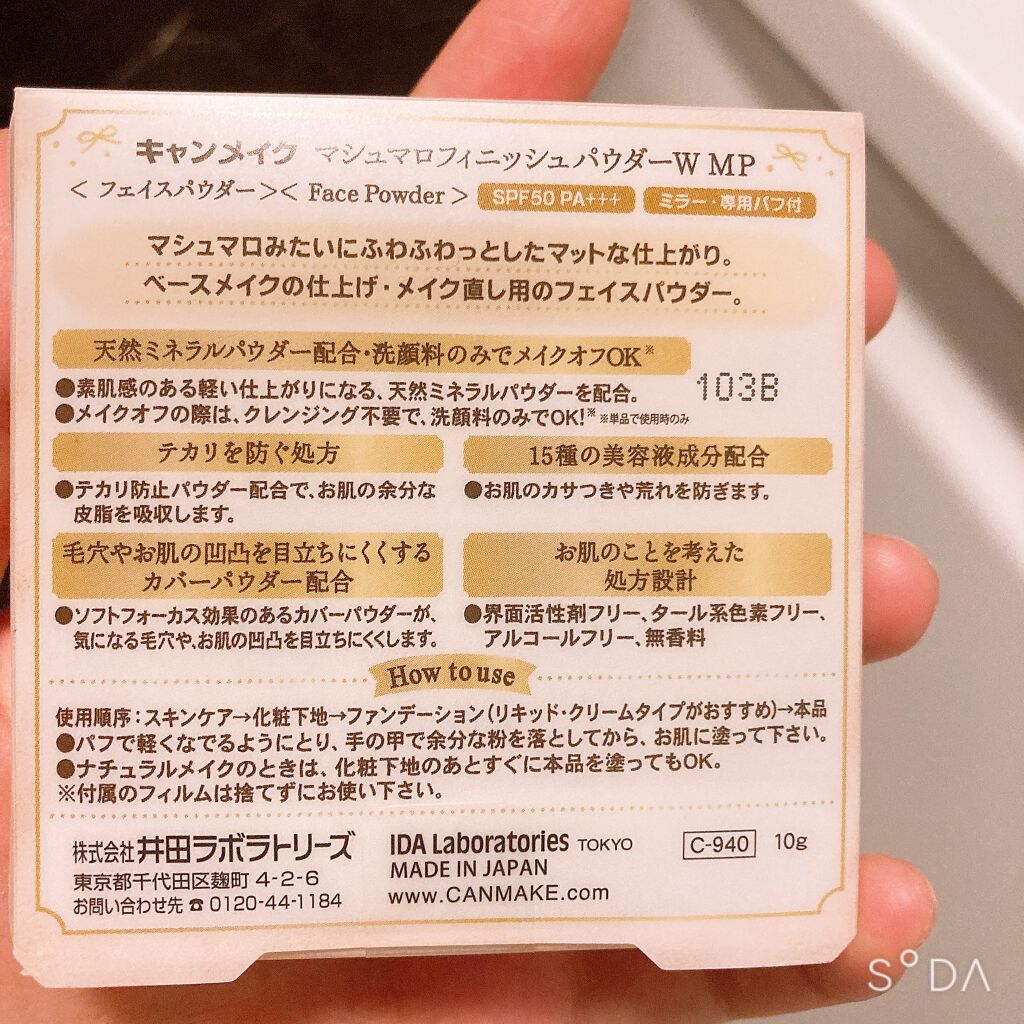 キャンメイク マシュマロフィニッシュパウダーW MP
＜ フェイスパウダー ＞＜ Face Powder ＞ SPF50 PA+++ ミラー・専用パフ付
マシュマロみたいにふわふわっとしたマットな仕上がり。
ベースメイクの仕上げ・メイク直し用のフェイスパウダー。
天然ミネラルパウダー配合・洗顔料のみでメイクオフOK※
●素肌感のある軽い仕上がりになる、天然ミネラルパウダーを配合。
103B
●メイクオフの際は、クレンジング不要で、洗顔料のみでOK!※ ※単品で使用時のみ
テカリを防ぐ処方
●テカリ防止パウダー配合で、お肌の余分な
皮脂を吸収します。
15種の美容液成分配合
●お肌のカサつきや荒れを防ぎます。
毛穴やお肌の凹凸を目立ちにくくする
カバーパウダー配合
●ソフトフォーカス効果のあるカバーパウダーが、
気になる毛穴や、お肌の凹凸を目立ちにくくします。
お肌のことを考えた
処方設計
●界面活性剤フリー、タール系色素フリー、
アルコールフリー、無香料
How to use
使用順序：スキンケア→化粧下地→ファンデーション（リキッド・クリームタイプがおすすめ）→本品
●パフで軽くなでるようにとり、手の甲で余分な粉を落としてから、お肌に塗って下さい。
●ナチュラルメイクのときは、化粧下地のあとすぐに本品を塗ってもOK。
※付属のフィルムは捨てずにお使い下さい。
株式会社 井田ラボラトリーズ
東京都千代田区麹町 4-2-6
お問い合わせ先 ☎ 0120-44-1184
IDA Laboratories TOKYO
MADE IN JAPAN
www.CANMAKE.com
C-940 10g
S°DA